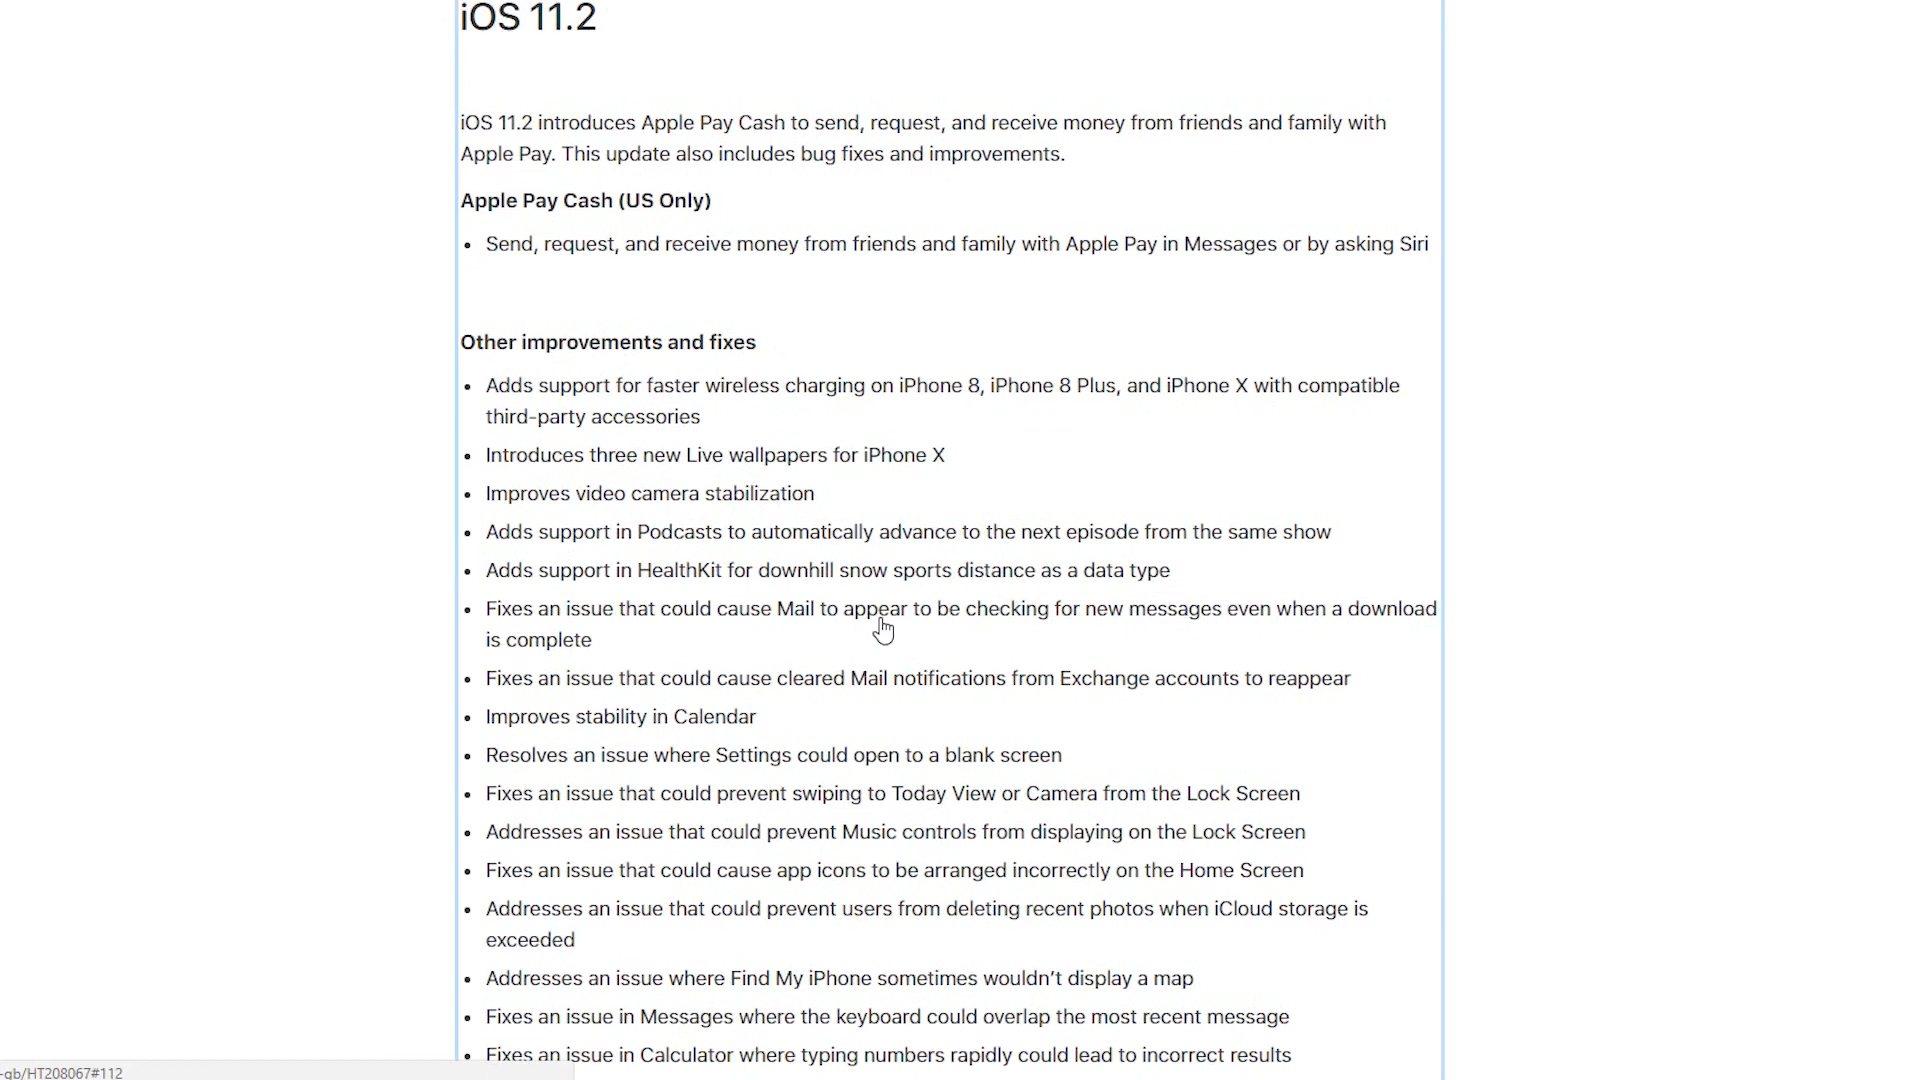 iOS 11.2
iOS 11.2 introduces Apple Pay Cash to send, request, and receive money from friends and family with
Apple Pay. This update also includes bug fixes and improvements.
Apple Pay Cash (US Only)
• Send, request, and receive money from friends and family with Apple Pay in Messages or by asking Siri
Other improvements and fixes
• Adds support for faster wireless charging on iPhone 8, iPhone 8 Plus, and iPhone X with compatible
third-party accessories
• Introduces three new Live wallpapers for iPhone X
• Improves video camera stabilization
• Adds support in Podcasts to automatically advance to the next episode from the same show
• Adds support in HealthKit for downhill snow sports distance as a data type
• Fixes an issue that could cause Mail to appear to be checking for new messages even when a download
is complete
• Fixes an issue that could cause cleared Mail notifications from Exchange accounts to reappear
• Improves stability in Calendar
• Resolves an issue where Settings could open to a blank screen
• Fixes an issue that could prevent swiping to Today View or Camera from the Lock Screen
• Addresses an issue that could prevent Music controls from displaying on the Lock Screen
• Fixes an issue that could cause app icons to be arranged incorrectly on the Home Screen
• Addresses an issue that could prevent users from deleting recent photos when iCloud storage is
exceeded
• Addresses an issue where Find My iPhone sometimes wouldn’t display a map
• Fixes an issue in Messages where the keyboard could overlap the most recent message
• Fixes an issue in Calculator where typing numbers rapidly could lead to incorrect results
-gb/HT208067#112